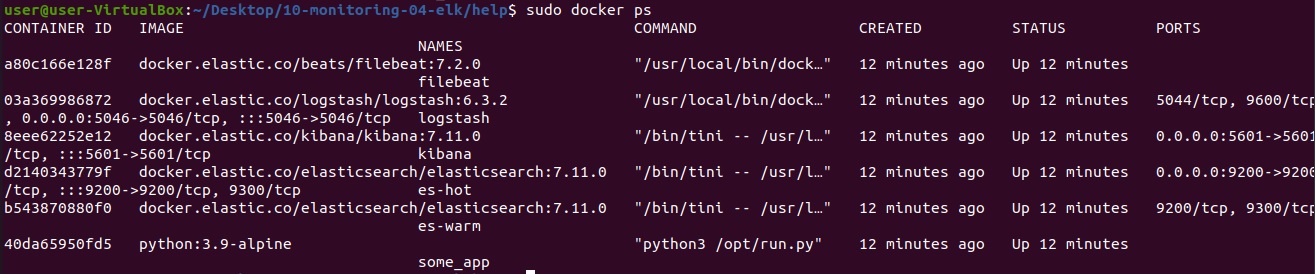 user@user-VirtualBox:~/Desktop/10-monitoring-04-elk/help$ sudo docker ps
CONTAINER ID   IMAGE                                                  COMMAND                  CREATED          STATUS          PORTS
                                              NAMES
a80c166e128f   docker.elastic.co/beats/filebeat:7.2.0                 "/usr/local/bin/dock…"   12 minutes ago   Up 12 minutes
                                              filebeat
03a369986872   docker.elastic.co/logstash/logstash:6.3.2              "/usr/local/bin/dock…"   12 minutes ago   Up 12 minutes   5044/tcp, 9600/tcp
, 0.0.0.0:5046->5046/tcp, :::5046->5046/tcp   logstash
8eee62252e12   docker.elastic.co/kibana/kibana:7.11.0                 "/bin/tini -- /usr/l…"   12 minutes ago   Up 12 minutes   0.0.0.0:5601->5601
/tcp, :::5601->5601/tcp                       kibana
d2140343779f   docker.elastic.co/elasticsearch/elasticsearch:7.11.0   "/bin/tini -- /usr/l…"   12 minutes ago   Up 12 minutes   0.0.0.0:9200->9200
/tcp, :::9200->9200/tcp, 9300/tcp             es-hot
b543870880f0   docker.elastic.co/elasticsearch/elasticsearch:7.11.0   "/bin/tini -- /usr/l…"   12 minutes ago   Up 12 minutes   9200/tcp, 9300/tcp
                                              es-warm
40da65950fd5   python:3.9-alpine                                      "python3 /opt/run.py"    12 minutes ago   Up 12 minutes
                                              some_app